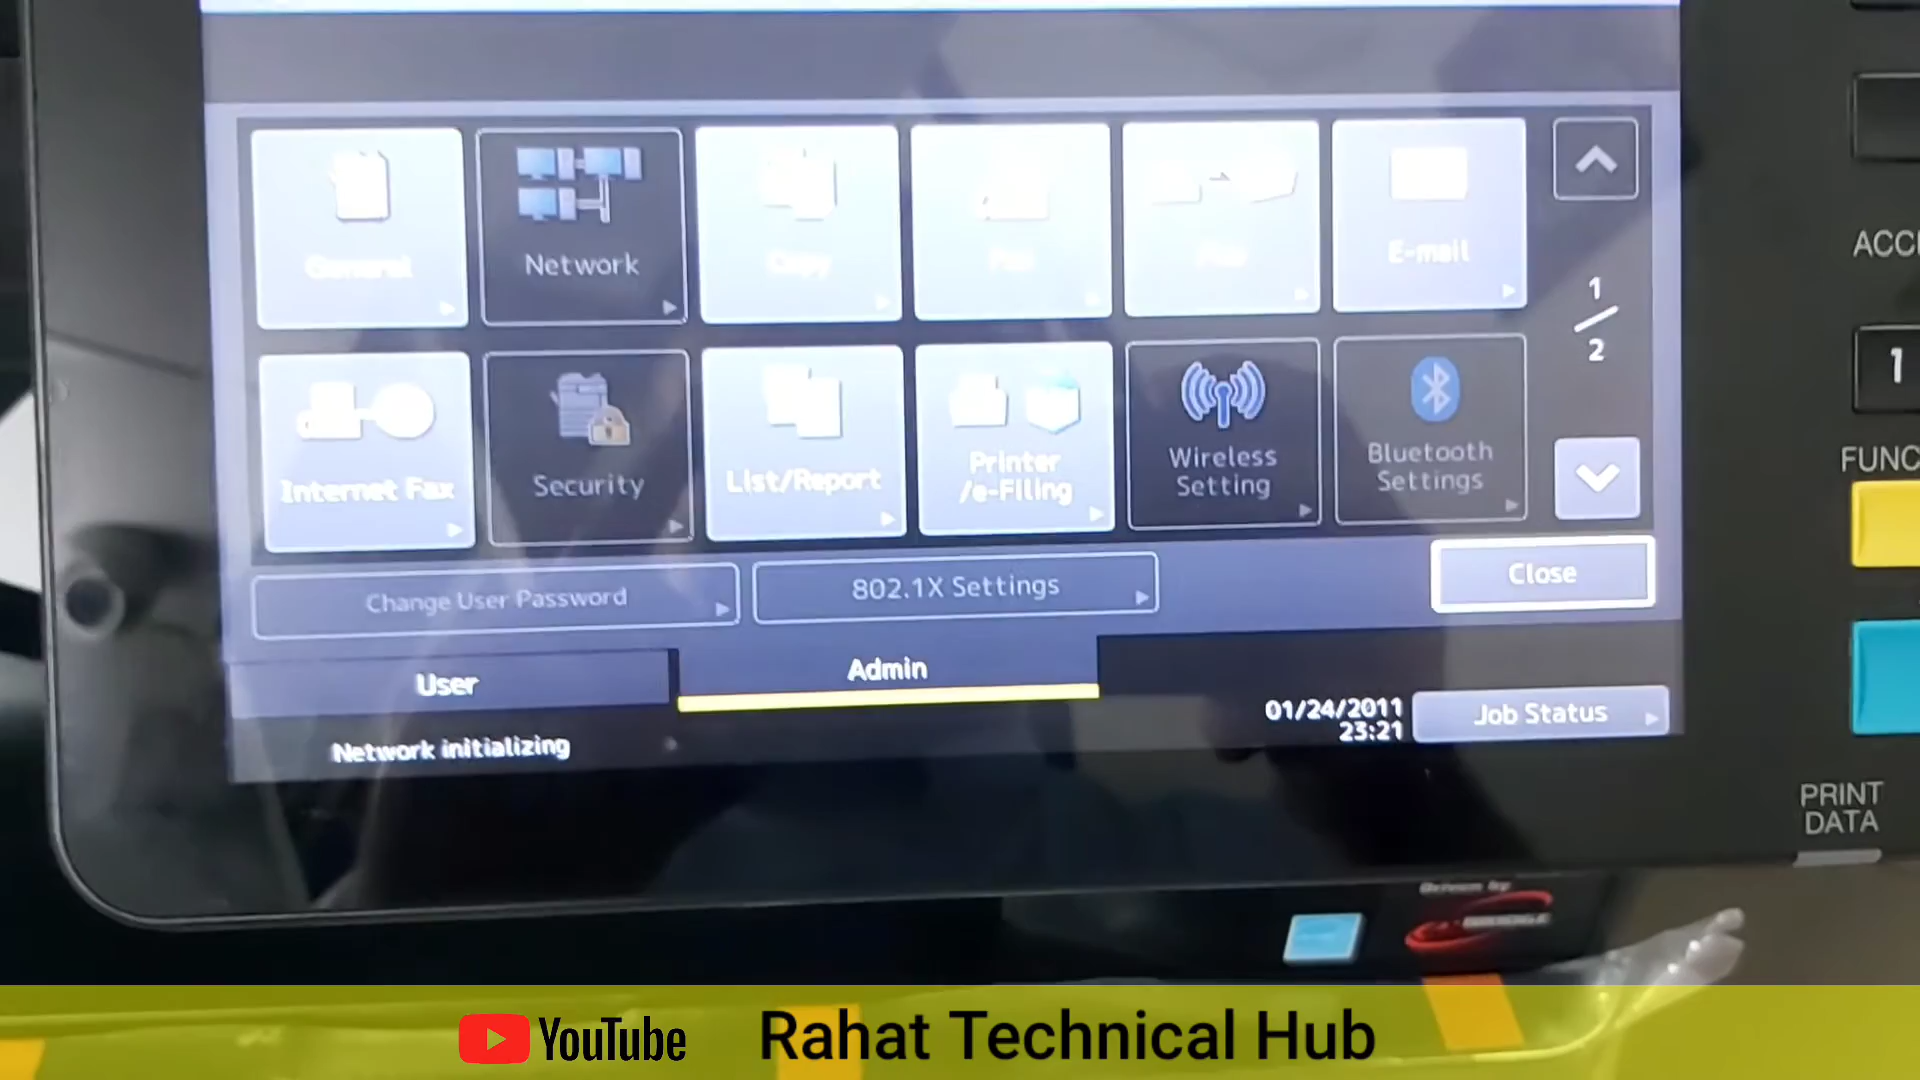 General
Network
Copy
Fax
File
E-mail
1
2
Internet Fax
Security
List/Report
Printer
/e-Filing
Wireless
Setting
Bluetooth
Settings
Change User Password
802.1X Settings
Close
User
Admin
Network initializing
01/24/2011
23:21
Job Status
ACC
1
FUNC
PRINT
DATA
YouTube
Rahat Technical Hub